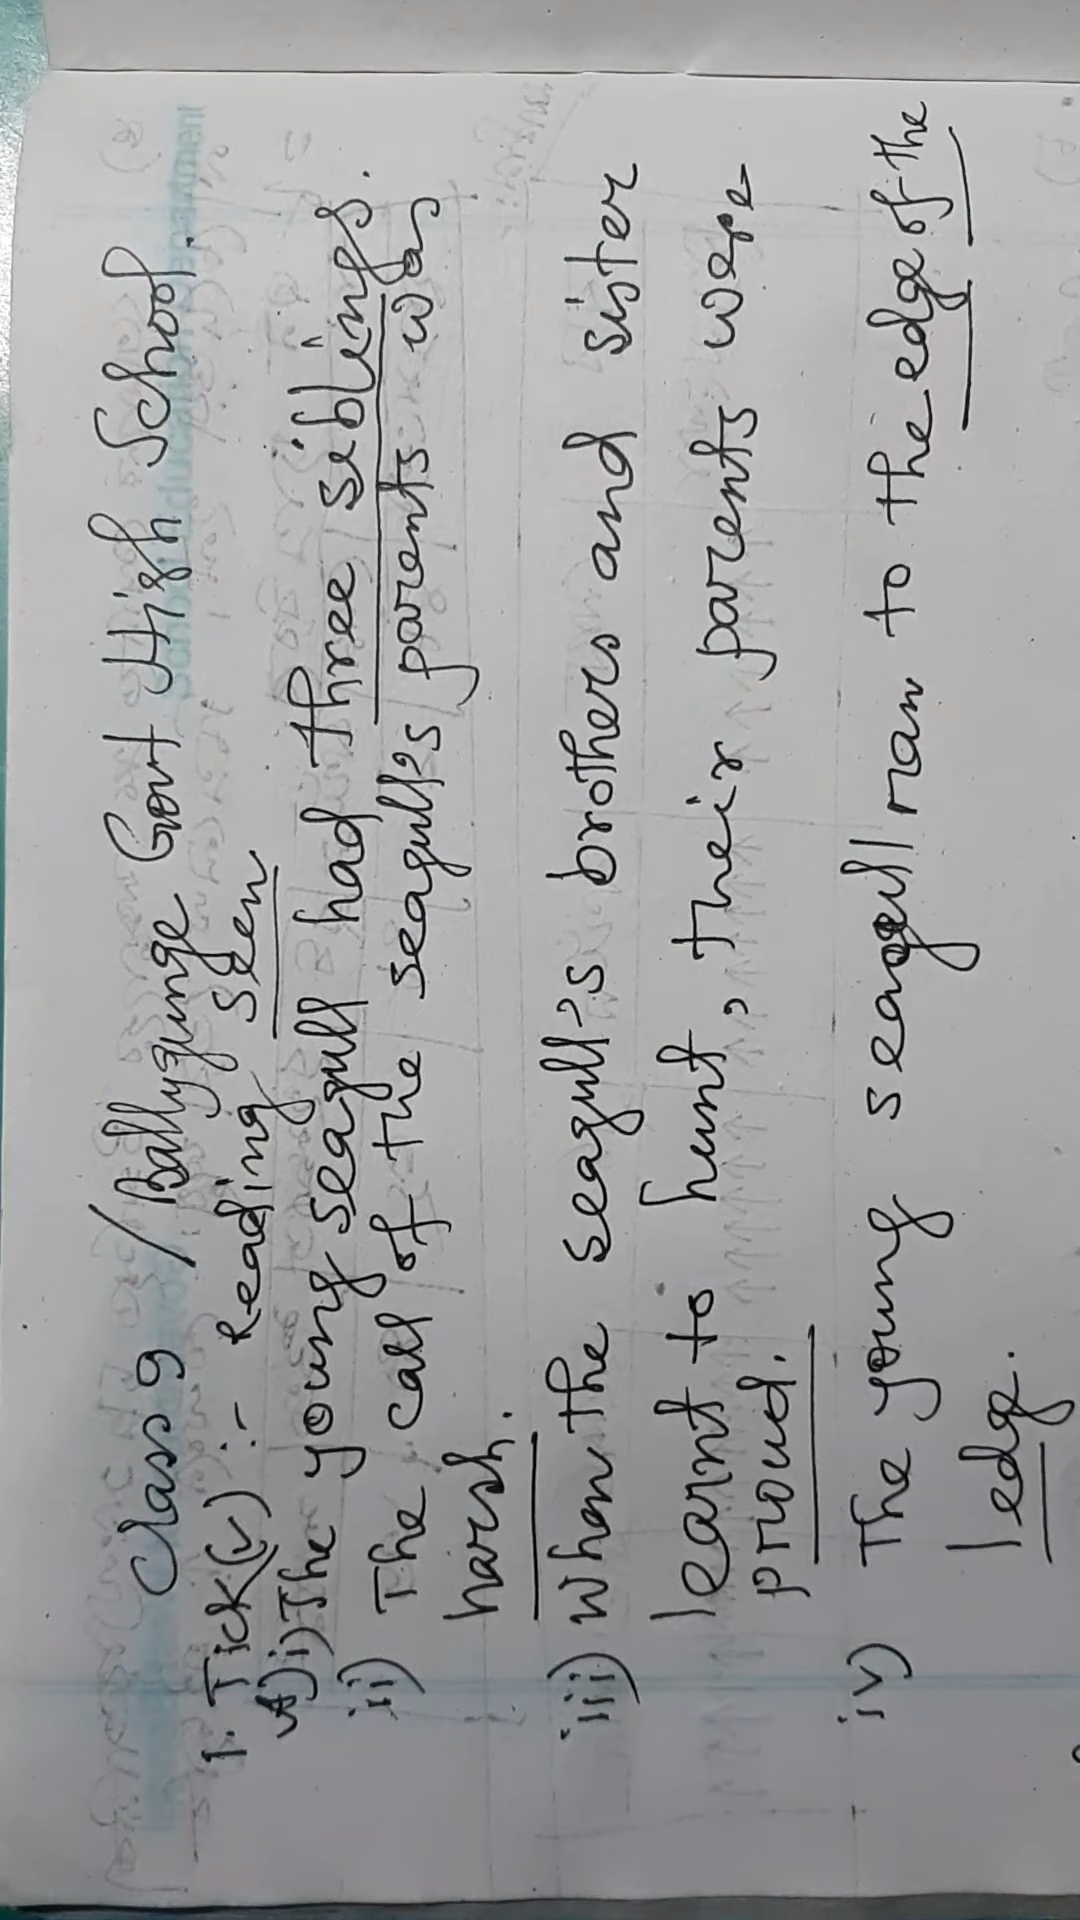 Class 9 / Ballygunge Govt High School.
1. Tick(v):- Reading seen
A)i) The young seagull had three siblings.
ii) The call of the seagull's parents was
harsh.
iii) When the seagull's brothers and sister
learnt to hunt, their parents were
proud.
iv) The young seagull ran to the edge of the
ledge.